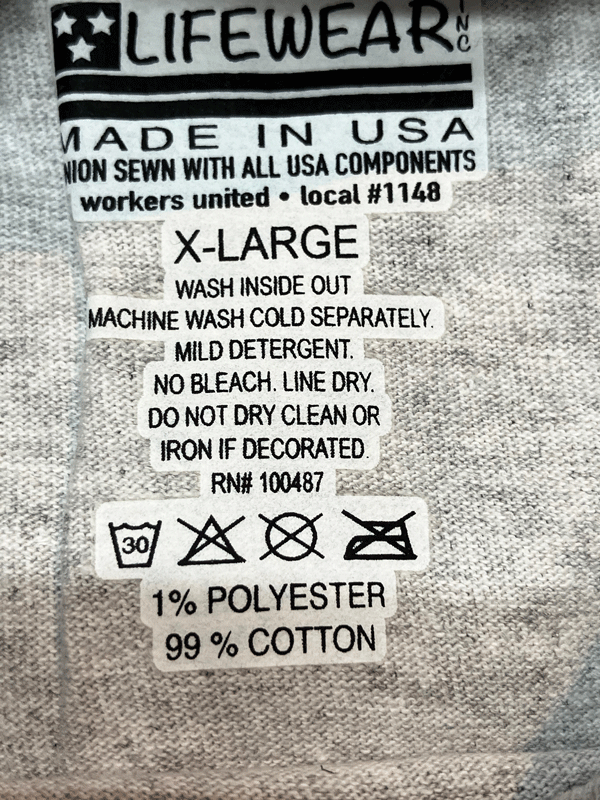 LIFEWEAR INC
MADE IN USA
UNION SEWN WITH ALL USA COMPONENTS
workers united • local #1148
X-LARGE
WASH INSIDE OUT
MACHINE WASH COLD SEPARATELY.
MILD DETERGENT.
NO BLEACH. LINE DRY.
DO NOT DRY CLEAN OR
IRON IF DECORATED.
RN# 100487
30
1% POLYESTER
99 % COTTON